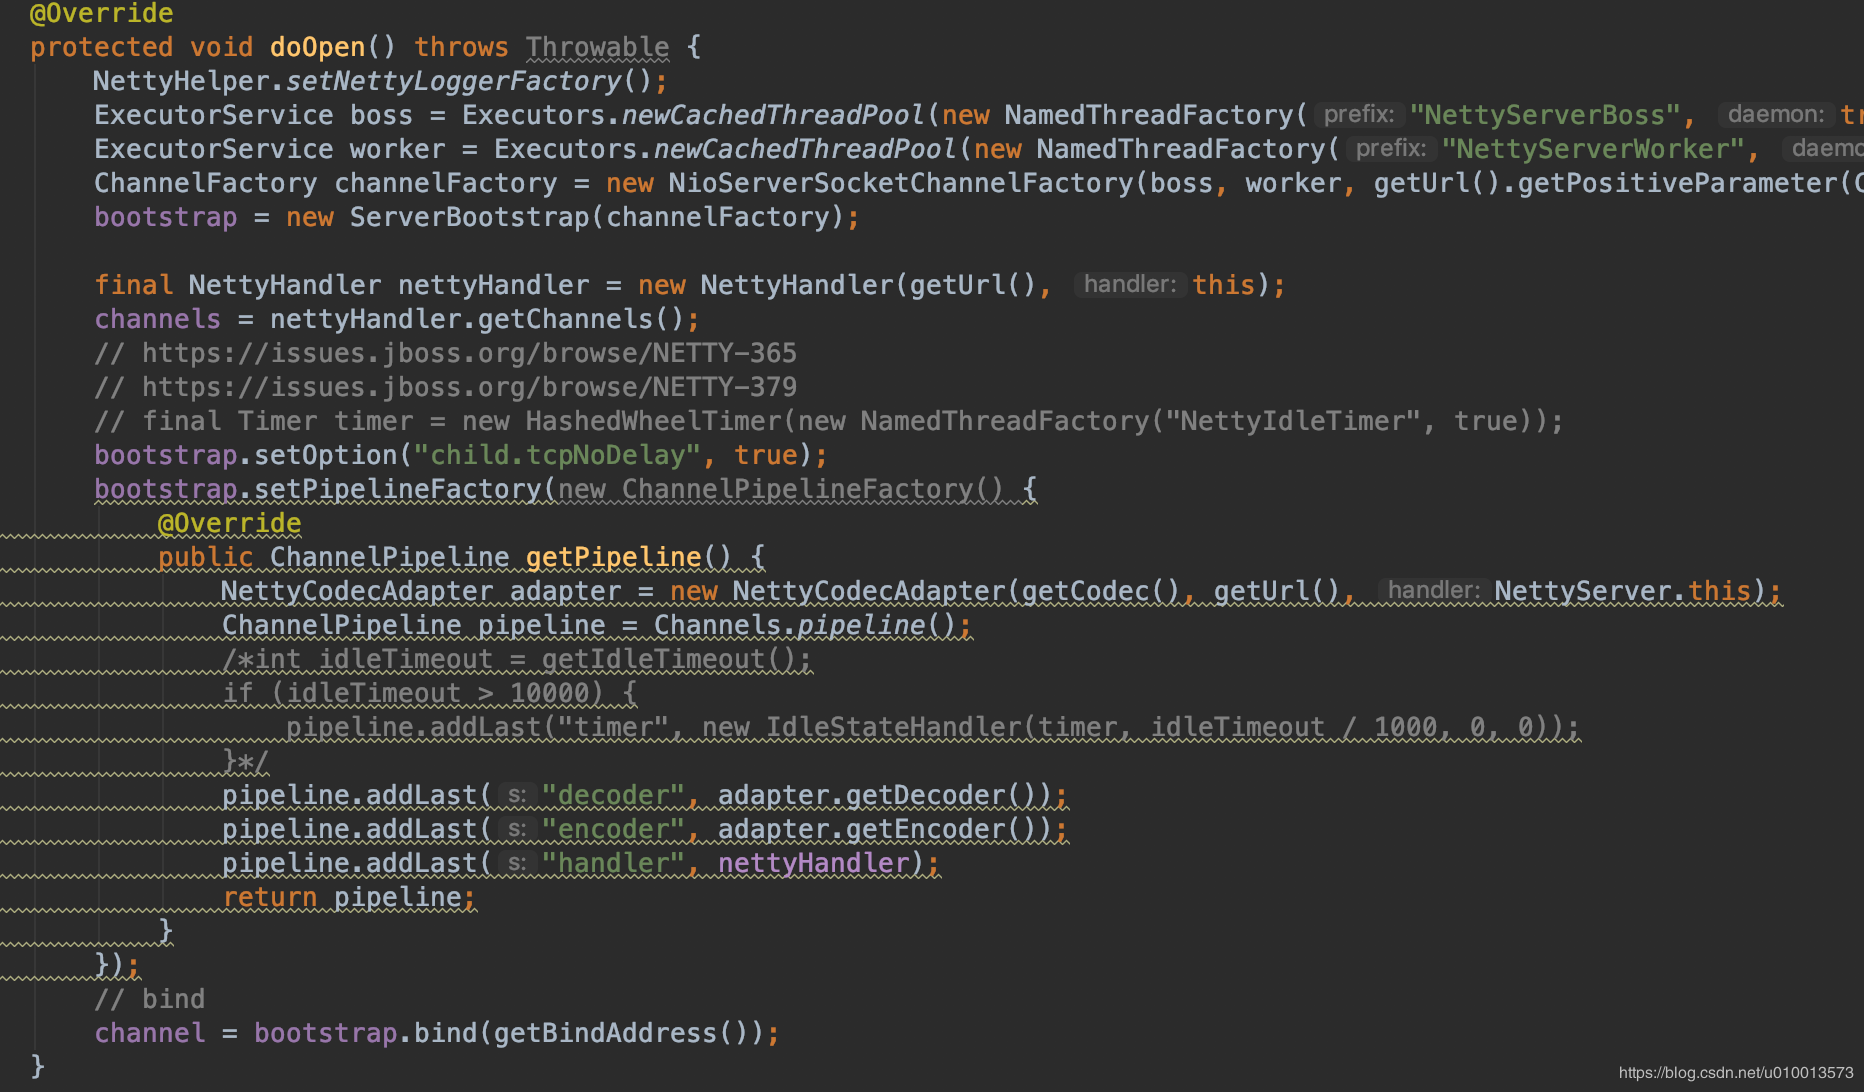 @Override
protected void doOpen() throws Throwable {
    NettyHelper.setNettyLoggerFactory();
    ExecutorService boss = Executors.newCachedThreadPool(new NamedThreadFactory( prefix: "NettyServerBoss", daemon: tr
    ExecutorService worker = Executors.newCachedThreadPool(new NamedThreadFactory( prefix: "NettyServerWorker", daemo
    ChannelFactory channelFactory = new NioServerSocketChannelFactory(boss, worker, getUrl().getPositiveParameter(C
    bootstrap = new ServerBootstrap(channelFactory);

    final NettyHandler nettyHandler = new NettyHandler(getUrl(), handler: this);
    channels = nettyHandler.getChannels();
    // https://issues.jboss.org/browse/NETTY-365
    // https://issues.jboss.org/browse/NETTY-379
    // final Timer timer = new HashedWheelTimer(new NamedThreadFactory("NettyIdleTimer", true));
    bootstrap.setOption("child.tcpNoDelay", true);
    bootstrap.setPipelineFactory(new ChannelPipelineFactory() {
        @Override
        public ChannelPipeline getPipeline() {
            NettyCodecAdapter adapter = new NettyCodecAdapter(getCodec(), getUrl(), handler: NettyServer.this);
            ChannelPipeline pipeline = Channels.pipeline();
            /*int idleTimeout = getIdleTimeout();
            if (idleTimeout > 10000) {
                pipeline.addLast("timer", new IdleStateHandler(timer, idleTimeout / 1000, 0, 0));
            }*/
            pipeline.addLast( s: "decoder", adapter.getDecoder());
            pipeline.addLast( s: "encoder", adapter.getEncoder());
            pipeline.addLast( s: "handler", nettyHandler);
            return pipeline;
        }
    });
    // bind
    channel = bootstrap.bind(getBindAddress());
}
https://blog.csdn.net/u010013573